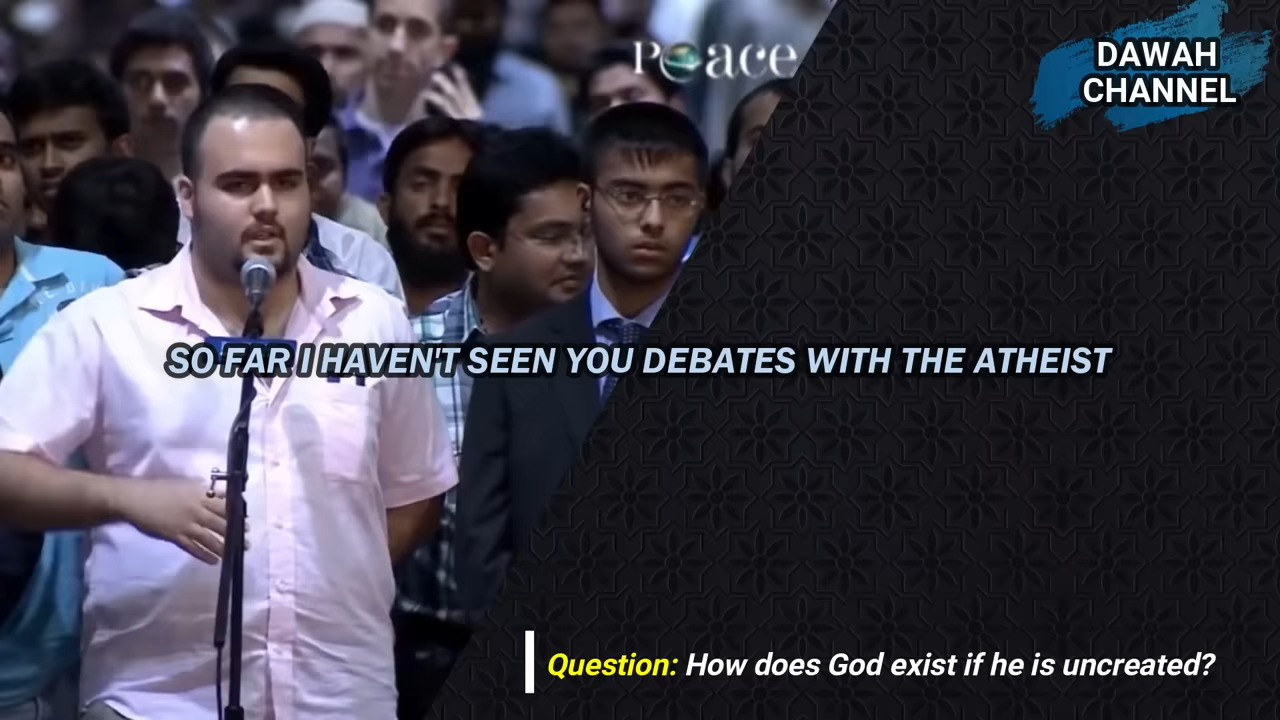 Peace
DAWAH
CHANNEL
SO FAR I HAVEN'T SEEN YOU DEBATES WITH THE ATHEIST
Question: How does God exist if he is uncreated?